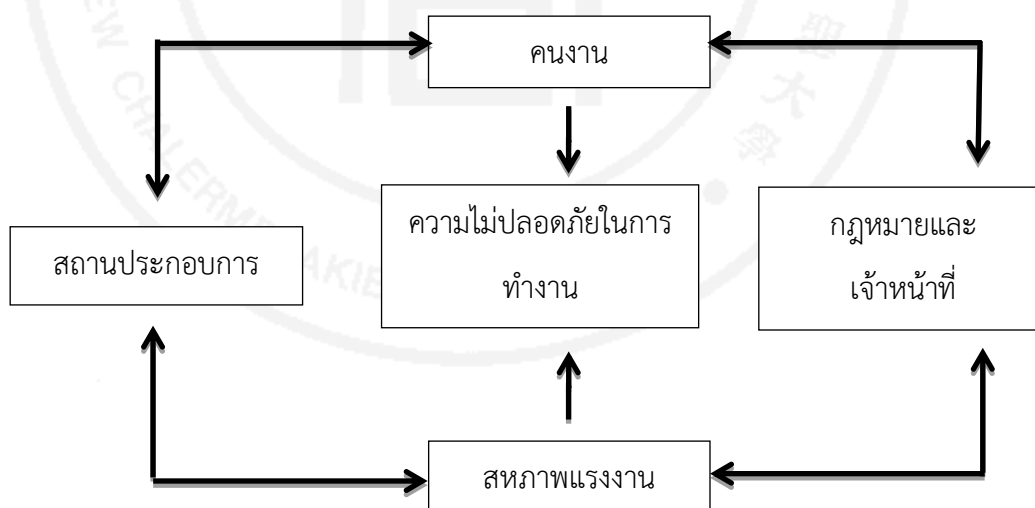 คนงาน
ความไม่ปลอดภัยในการ
ทำงาน
กฎหมายและ
เจ้าหน้าที่
สถานประกอบการ
สหภาพแรงงาน